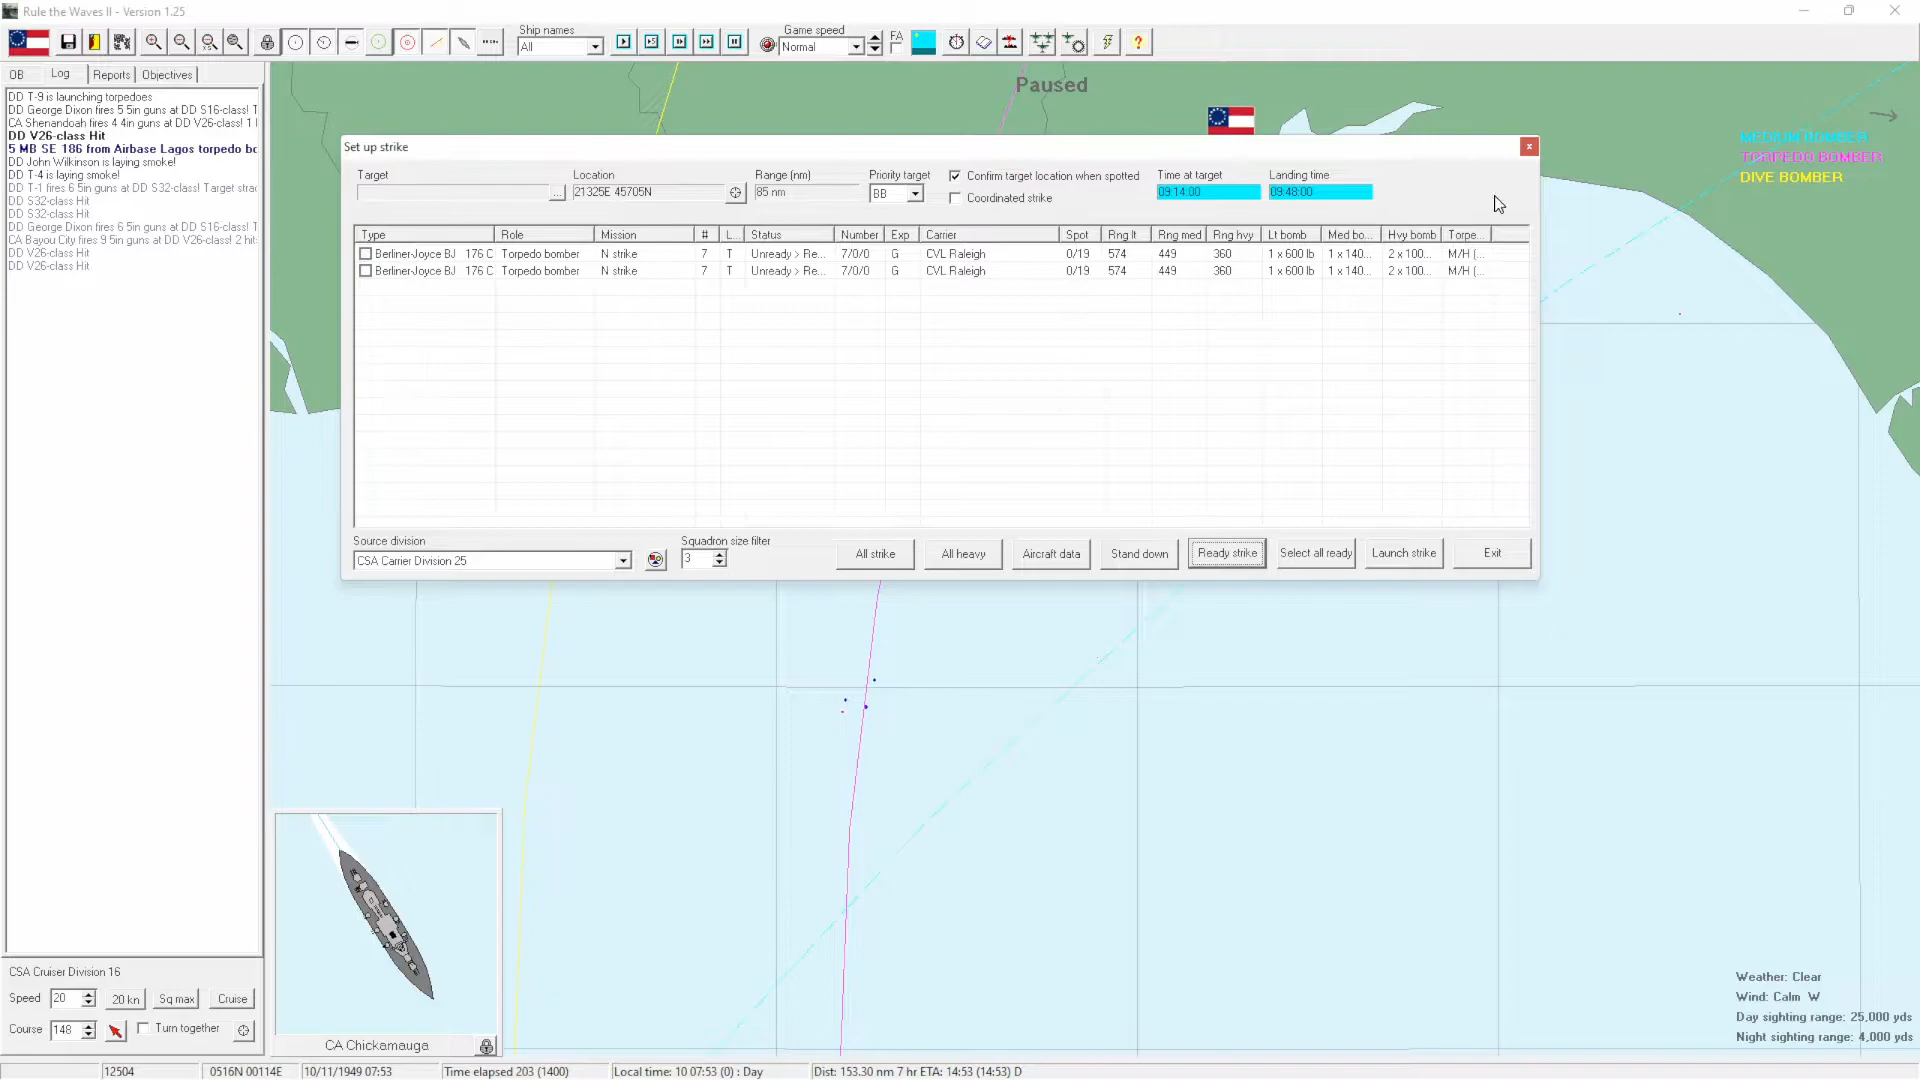 Rule the Waves II - Version 1.25
Ship names
All
Game speed
Normal
FA
?
OB
Log
Reports
Objectives
DD T-9 is launching torpedoes
DD George Dixon fires 5 5in guns at DD S16-class! T
CA Shenandoah fires 4 4in guns at DD V26-class! 1
DD V26-class Hit
5 MB SE 186 from Airbase Lagos torpedo bo
DD John Wilkinson is laying smoke!
DD T-4 is laying smoke!
DD T-1 fires 6 5in guns at DD S32-class! Target strad
DD S32-class Hit
DD S32-class Hit
DD George Dixon fires 6 5in guns at DD S16-class! T
CA Bayou City fires 9 5in guns at DD V26-class! 2 hit
DD V26-class Hit
DD V26-class Hit
Paused
MEDIUM BOMBER
TORPEDO BOMBER
DIVE BOMBER
Set up strike
Target
...
Location
21325E 45705N
Range (nm)
85 nm
Priority target
BB
Confirm target location when spotted
Coordinated strike
Time at target
09:14:00
Landing time
09:48:00
Type Role Mission # L... Status Number Exp Carrier Spot Rng lt Rng med Rng hvy Lt bomb Med bo... Hvy bomb Torpe...
Berliner-Joyce BJ 176 C Torpedo bomber N strike 7 T Unready > Re... 7/0/0 G CVL Raleigh 0/19 574 449 360 1 x 600 lb 1 x 140... 2 x 100... M/H (...
Berliner-Joyce BJ 176 C Torpedo bomber N strike 7 T Unready > Re... 7/0/0 G CVL Raleigh 0/19 574 449 360 1 x 600 lb 1 x 140... 2 x 100... M/H (...
Source division
CSA Carrier Division 25
Squadron size filter
3
All strike
All heavy
Aircraft data
Stand down
Ready strike
Select all ready
Launch strike
Exit
CSA Cruiser Division 16
Speed 20 20 kn Sq max Cruise
Course 148 Turn together
CA Chickamauga
Weather: Clear
Wind: Calm W
Day sighting range: 25,000 yds
Night sighting range: 4,000 yds
12504 0516N 00114E 10/11/1949 07:53 Time elapsed 203 (1400) Local time: 10 07:53 (0) : Day Dist: 153.30 nm 7 hr ETA: 14:53 (14:53) D